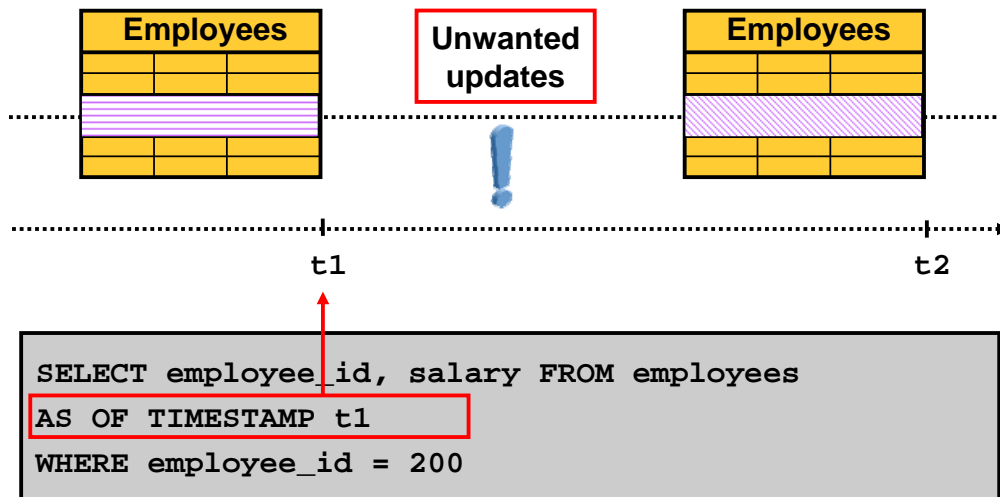 Employees
Unwanted
updates
Employees
t1
t2
SELECT employee_id, salary FROM employees
AS OF TIMESTAMP t1
WHERE employee_id = 200